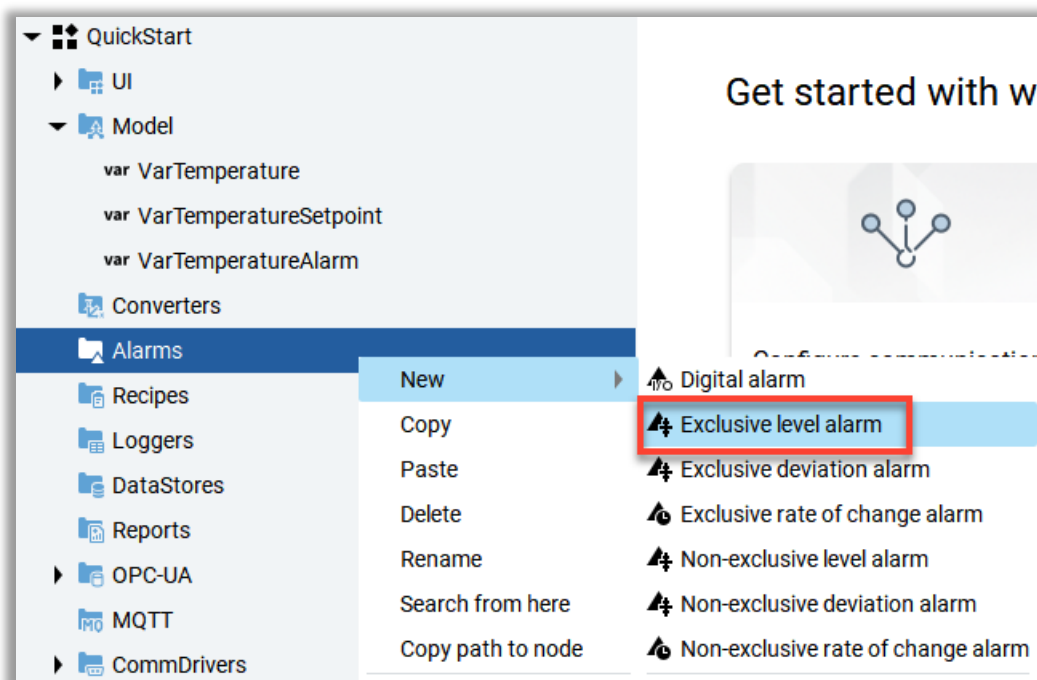 QuickStart
UI
Model
var VarTemperature
var VarTemperatureSetpoint
var VarTemperatureAlarm
Converters
Alarms
Recipes
Loggers
DataStores
Reports
OPC-UA
MQTT
CommDrivers
Get started with w
Configure communication
New
Copy
Paste
Delete
Rename
Search from here
Copy path to node
Digital alarm
Exclusive level alarm
Exclusive deviation alarm
Exclusive rate of change alarm
Non-exclusive level alarm
Non-exclusive deviation alarm
Non-exclusive rate of change alarm